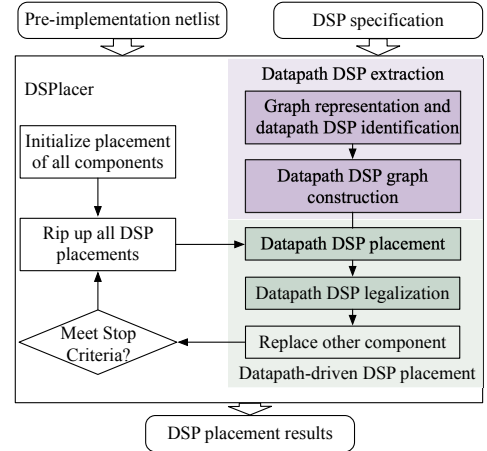 Pre-implementation netlist
DSP specification
DSPlacer
Datapath DSP extraction
Graph representation and
datapath DSP identification
Initialize placement
of all components
Datapath DSP graph
construction
Rip up all DSP
placements
Datapath DSP placement
Datapath DSP legalization
Meet Stop
Criteria?
Replace other component
Datapath-driven DSP placement
DSP placement results